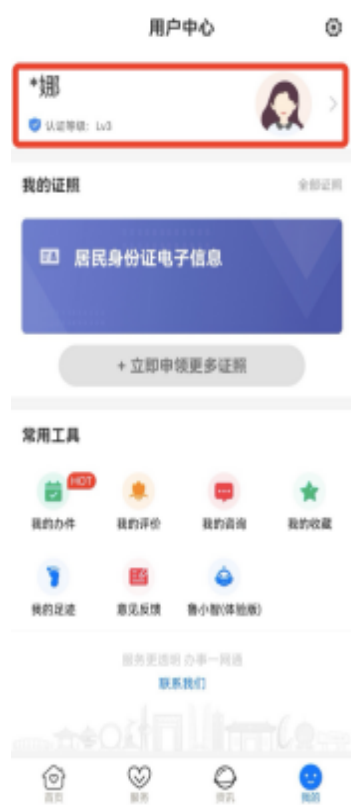 用户中心
*娜
认证等级: Lv3
我的证照
全部证照
居民身份证电子信息
+ 立即申领更多证照
常用工具
HOT
我的办件
我的评价
我的咨询
我的收藏
我的足迹
意见反馈
鲁小智(体验版)
服务更透明 办事一网通
联系我们
首页
服务
资讯
我的